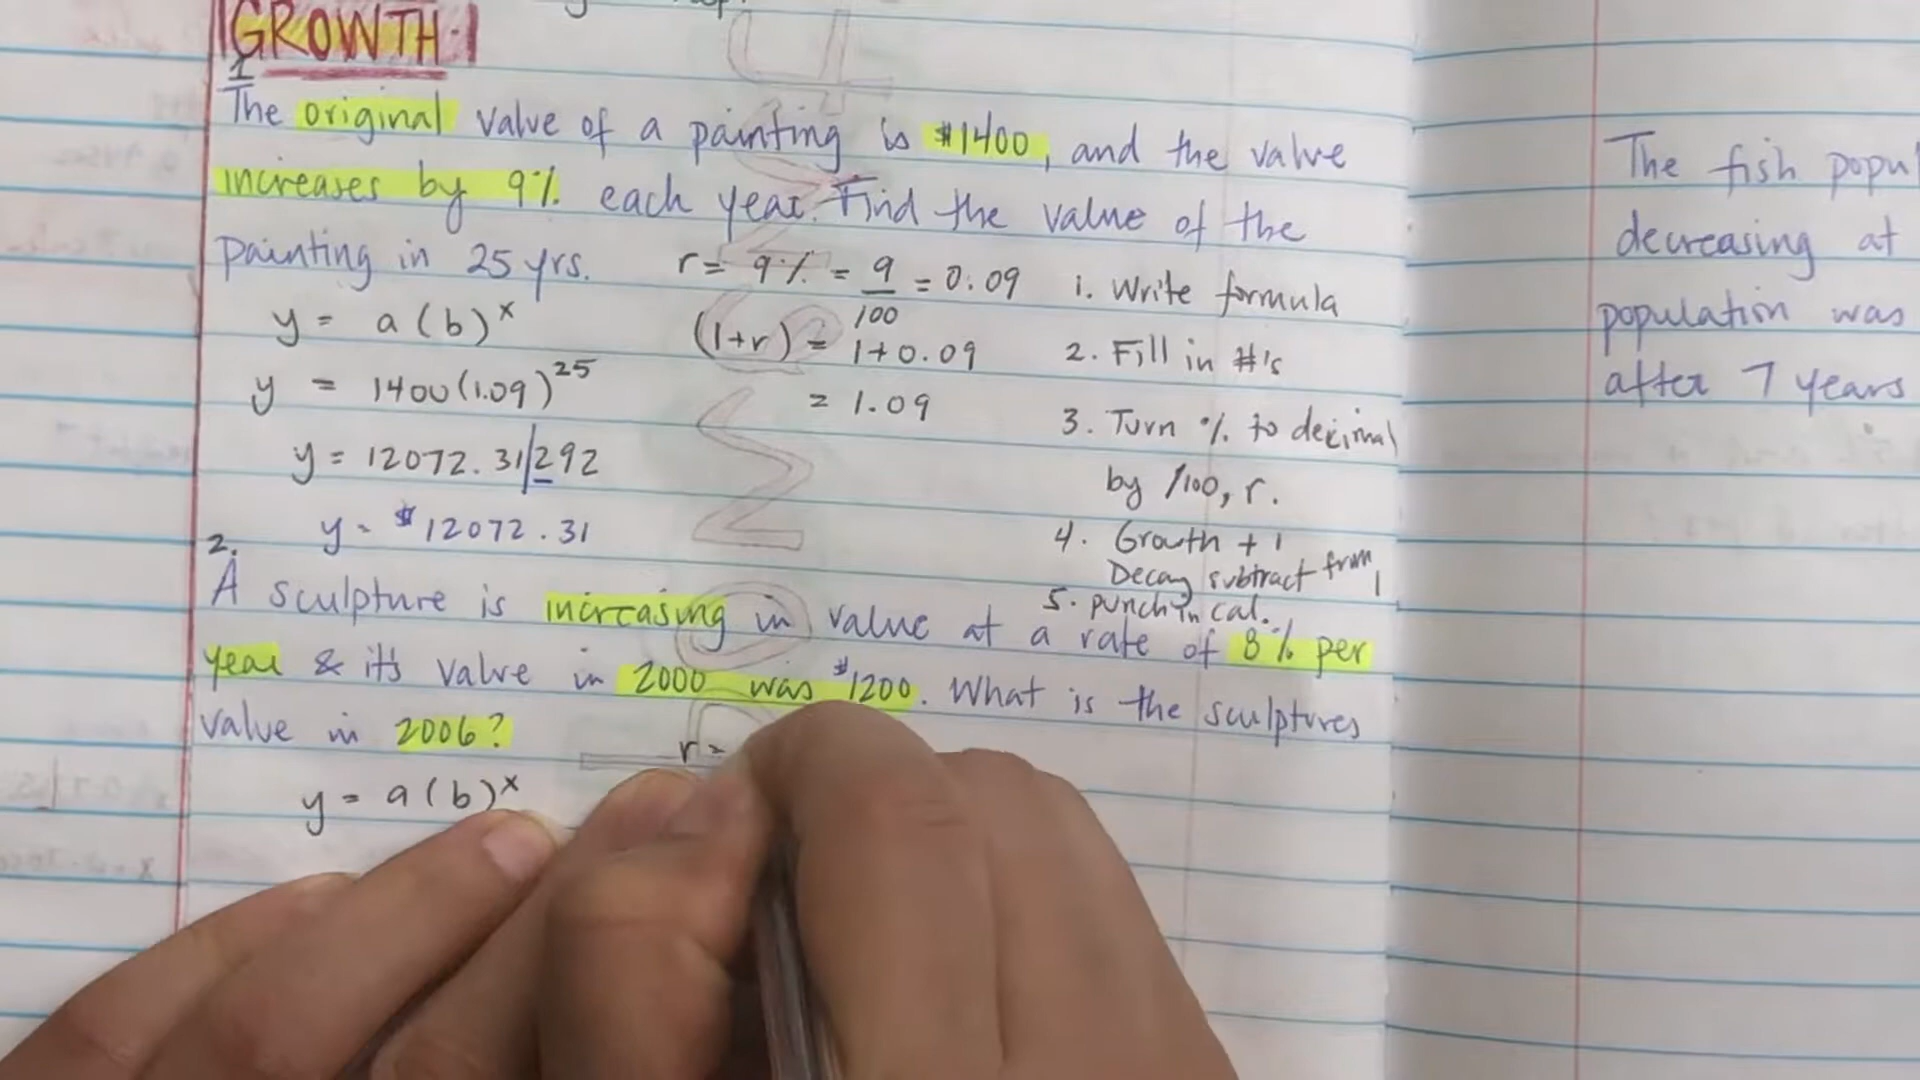 GROWTH:
1
The original value of a painting is $1400, and the value
increases by 9% each year. Find the value of the
painting in 25 yrs.
r = 9% = 9/100 = 0.09
y = a(b)^x
(1+r) = 1+0.09
y = 1400(1.09)^25
= 1.09
y = 12072.31|292
y = $12072.31
1. Write formula
2. Fill in #'s
3. Turn % to decimal
by /100, r.
4. Growth + 1
Decay subtract from 1
5. punch in cal.
2.
A sculpture is increasing in value at a rate of 8% per
year & it's value in 2000 was $1200. What is the sculptures
value in 2006?
r =
y = a(b)^x
The fish popul
decreasing at
population was
after 7 years